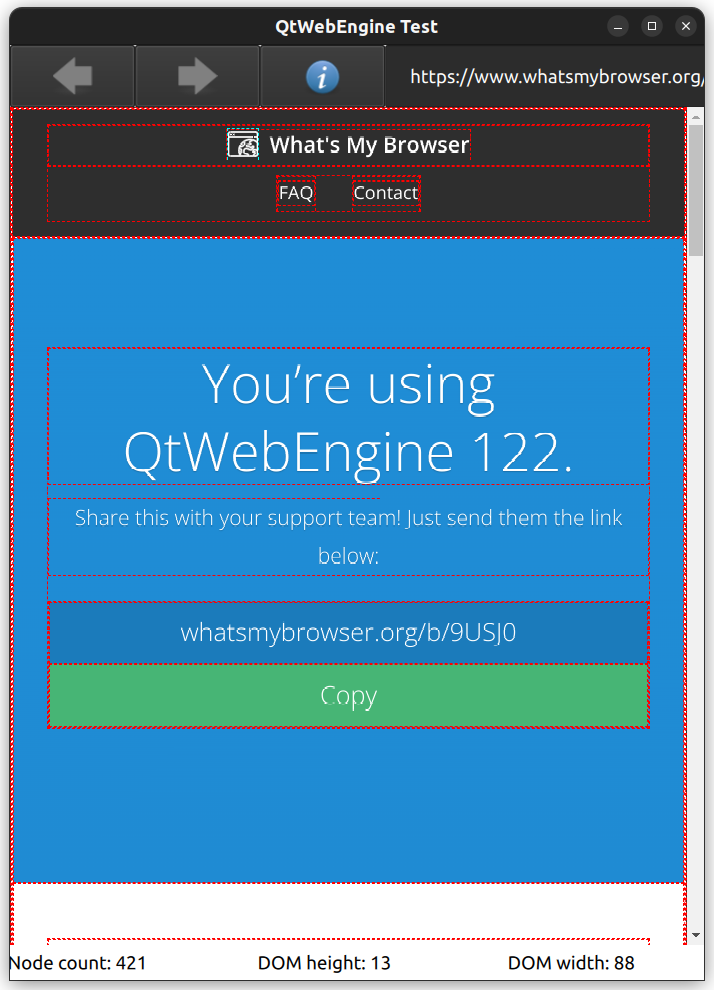 QtWebEngine Test
https://www.whatsmybrowser.org/
What's My Browser
FAQ Contact
You’re using
QtWebEngine 122.
Share this with your support team! Just send them the link
below:
whatsmybrowser.org/b/9USJ0
Copy
Node count: 421 DOM height: 13 DOM width: 88